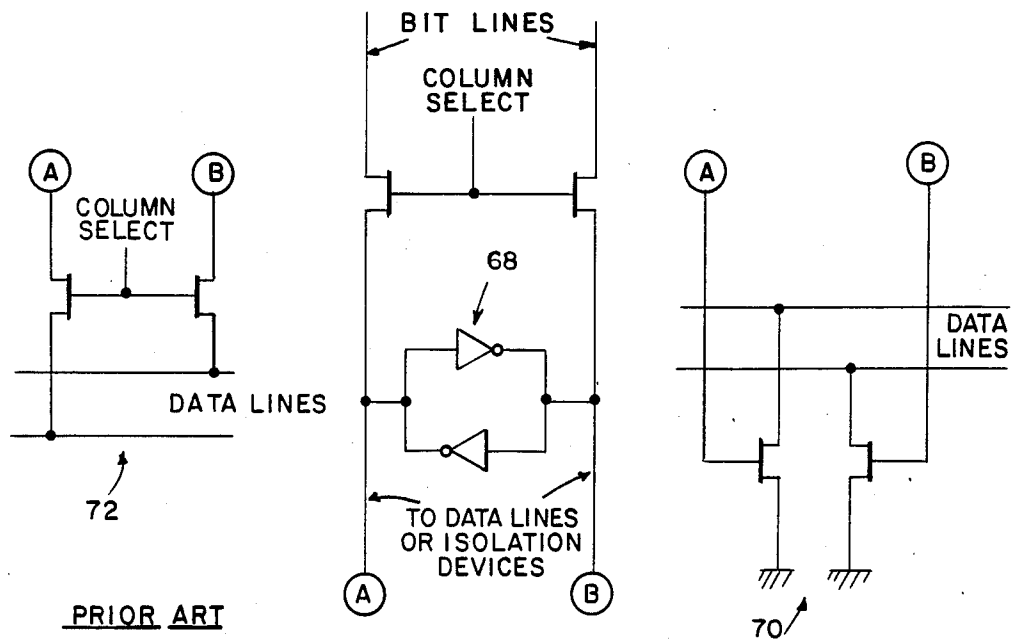 BIT LINES
COLUMN
SELECT
A
B
COLUMN
SELECT
A
B
68
DATA
LINES
DATA LINES
72
TO DATA LINES
OR ISOLATION
DEVICES
A
B
PRIOR ART
70